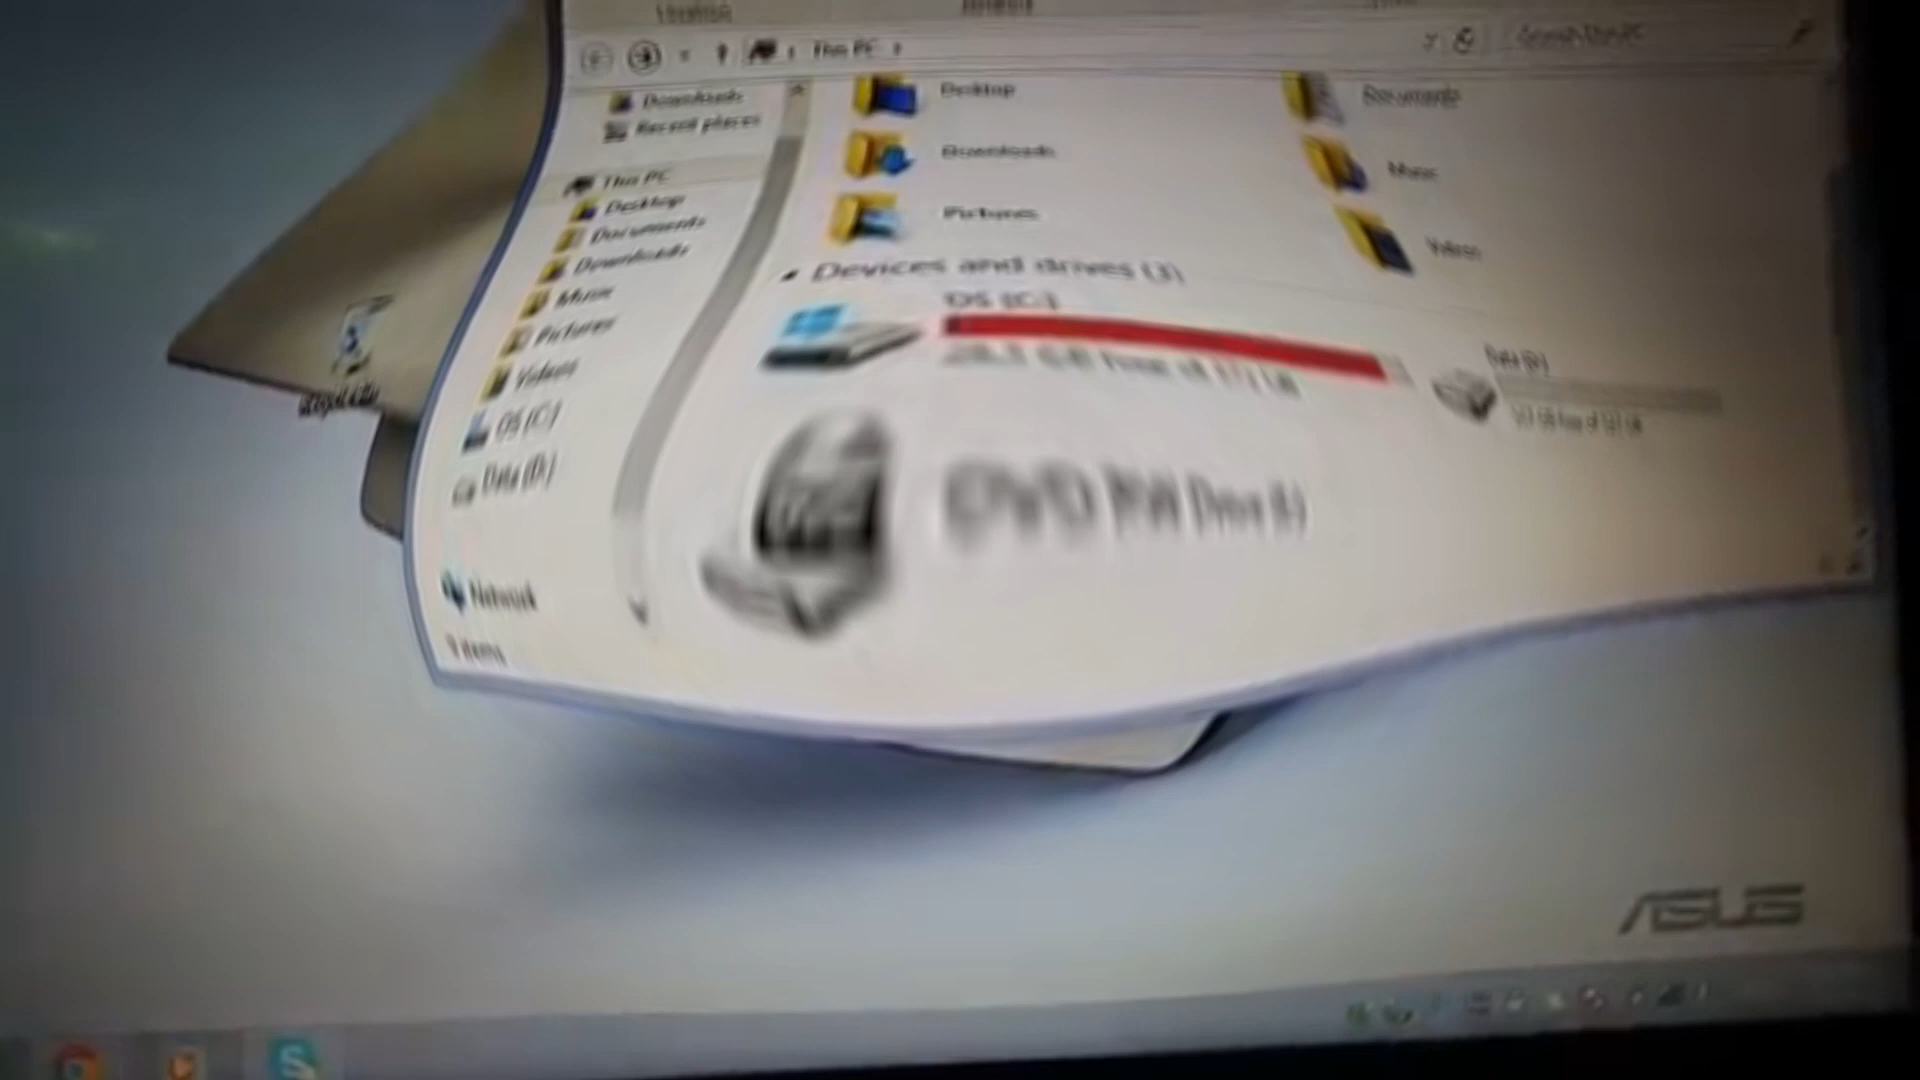 This PC
Downloads
Recent places
This PC
Desktop
Documents
Downloads
Music
Pictures
Videos
OS (C:)
Data (D:)
Network
9 items
Desktop
Documents
Downloads
Music
Pictures
Videos
Devices and drives (3)
OS (C:)
Data (D:)
DVD RW Drive (E:)
ASUS